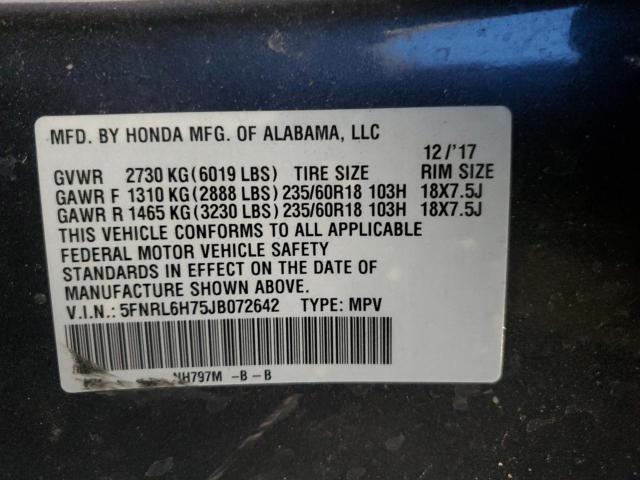 MFD. BY HONDA MFG. OF ALABAMA, LLC
12/'17
GVWR 2730 KG (6019 LBS) TIRE SIZE RIM SIZE
GAWR F 1310 KG (2888 LBS) 235/60R18 103H 18X7.5J
GAWR R 1465 KG (3230 LBS) 235/60R18 103H 18X7.5J
THIS VEHICLE CONFORMS TO ALL APPLICABLE
FEDERAL MOTOR VEHICLE SAFETY
STANDARDS IN EFFECT ON THE DATE OF
MANUFACTURE SHOWN ABOVE.
V.I.N.: 5FNRL6H75JB072642 TYPE: MPV
NH797M -B-B